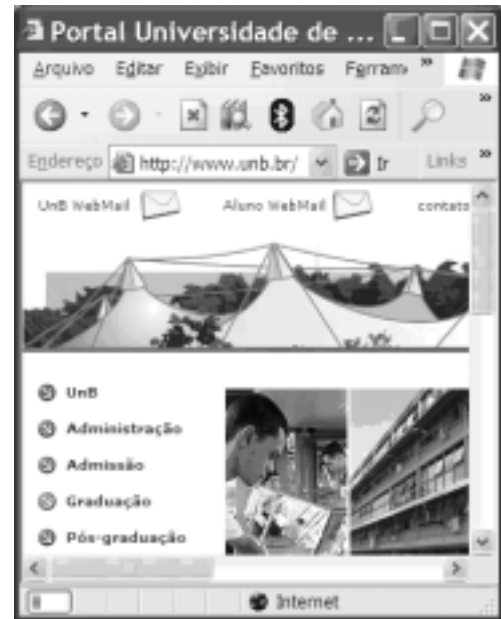 Portal Universidade de ...
Arquivo Editar Exibir Favoritos Ferram »
»
Endereço http://www.unb.br/ Ir Links »
UnB WebMail Aluno WebMail contato
UnB
Administração
Admissão
Graduação
Pós-graduação
Internet